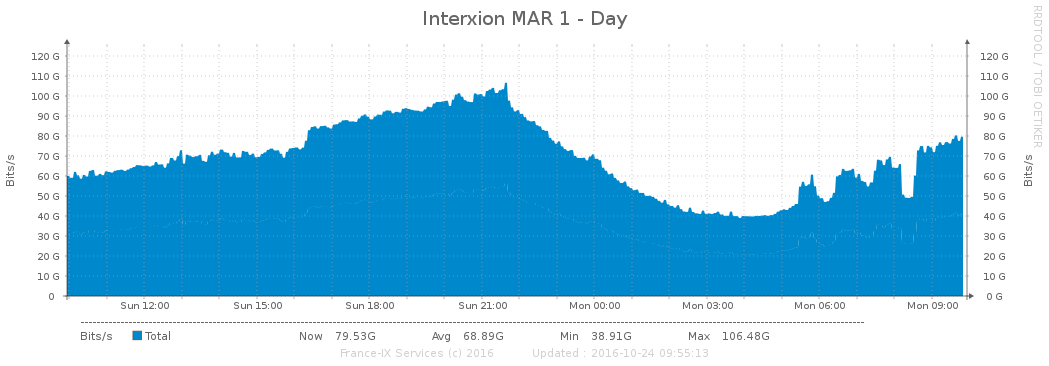 Interxion MAR 1 - Day
RRDTOOL / TOBI OETIKER
Bits/s
Bits/s
120 G 120 G
110 G 110 G
100 G 100 G
90 G 90 G
80 G 80 G
70 G 70 G
60 G 60 G
50 G 50 G
40 G 40 G
30 G 30 G
20 G 20 G
10 G 10 G
0 0 G
Sun 12:00 Sun 15:00 Sun 18:00 Sun 21:00 Mon 00:00 Mon 03:00 Mon 06:00 Mon 09:00
Bits/s Total Now 79.53G Avg 68.89G Min 38.91G Max 106.48G
France-IX Services (c) 2016 Updated : 2016-10-24 09:55:13